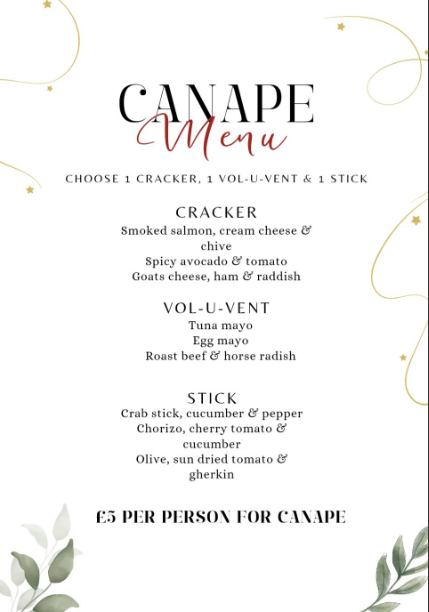 CANAPE
Menu
CHOOSE 1 CRACKER, 1 VOL-U-VENT & 1 STICK
CRACKER
Smoked salmon, cream cheese &
chive
Spicy avocado & tomato
Goats cheese, ham & raddish
VOL-U-VENT
Tuna mayo
Egg mayo
Roast beef & horse radish
STICK
Crab stick, cucumber & pepper
Chorizo, cherry tomato &
cucumber
Olive, sun dried tomato &
gherkin
£5 PER PERSON FOR CANAPE